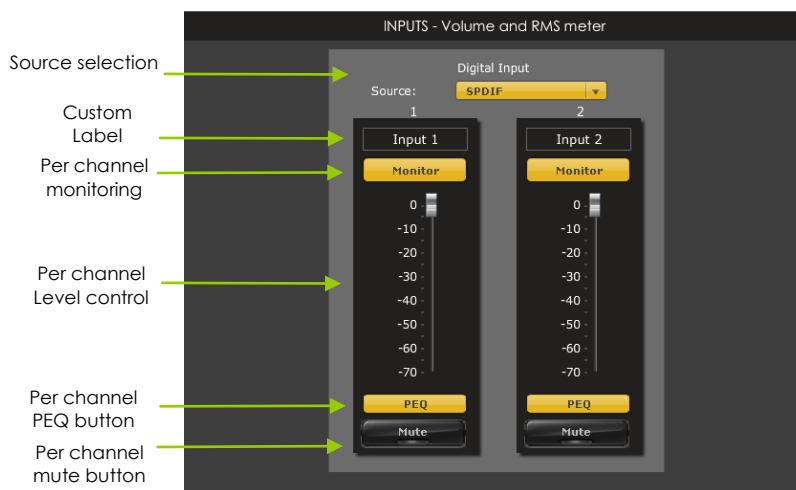 INPUTS - Volume and RMS meter
Source selection
Digital Input
Source:
SPDIF
1
2
Custom
Label
Input 1
Input 2
Per channel
monitoring
Monitor
Monitor
0
0
-10
-10
-20
-20
-30
-30
Per channel
Level control
-40
-40
-50
-50
-60
-60
-70
-70
Per channel
PEQ button
PEQ
PEQ
Per channel
mute button
Mute
Mute